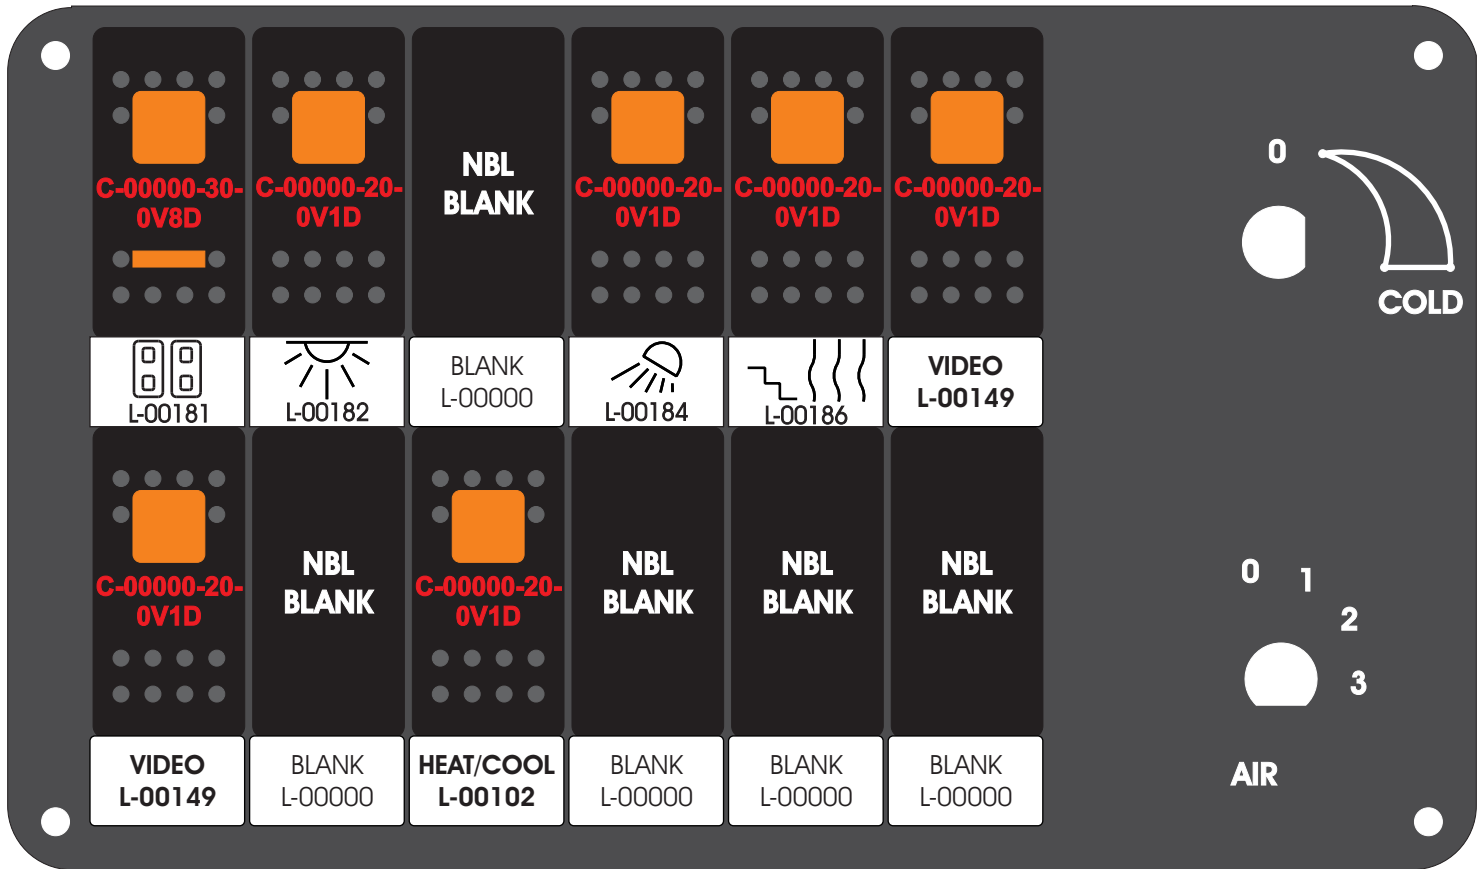 C-00000-30-
0V8D
C-00000-20-
0V1D
NBL
BLANK
C-00000-20-
0V1D
C-00000-20-
0V1D
C-00000-20-
0V1D
L-00181
L-00182
BLANK
L-00000
L-00184
L-00186
VIDEO
L-00149
C-00000-20-
0V1D
NBL
BLANK
C-00000-20-
0V1D
NBL
BLANK
NBL
BLANK
NBL
BLANK
VIDEO
L-00149
BLANK
L-00000
HEAT/COOL
L-00102
BLANK
L-00000
BLANK
L-00000
BLANK
L-00000
0
COLD
0
1
2
3
AIR